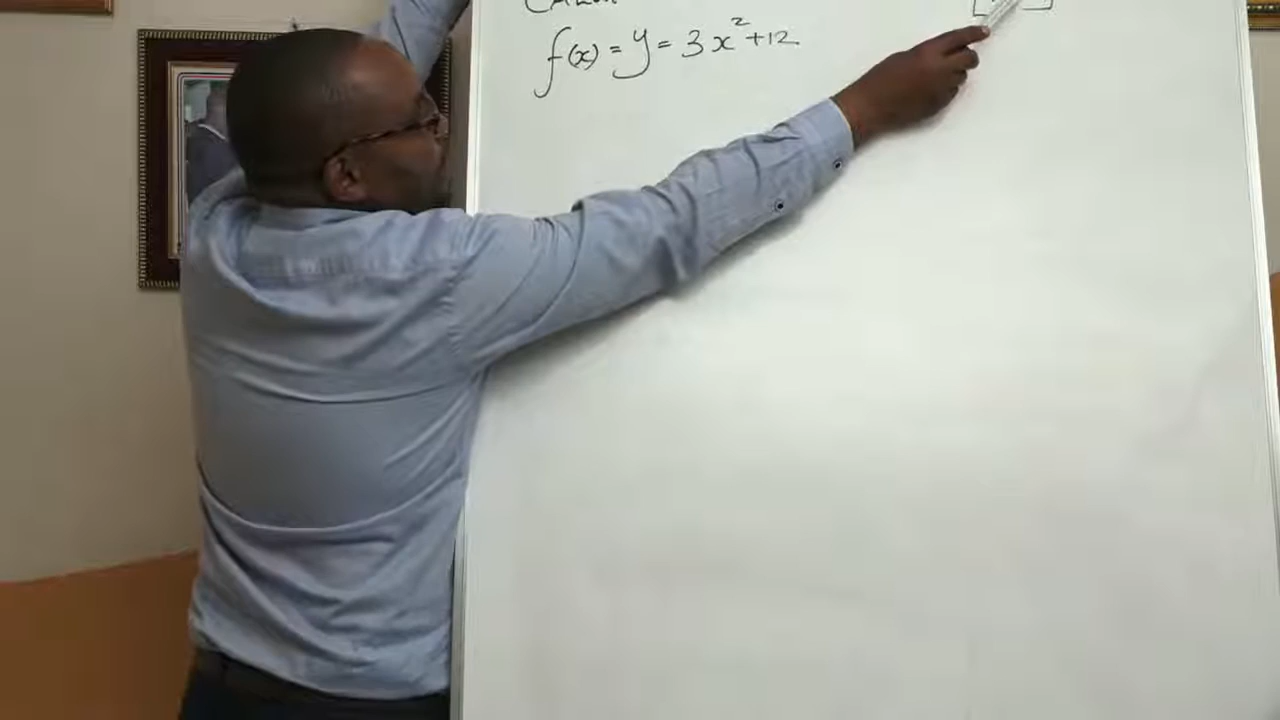 f(x) = y = 3x²+12